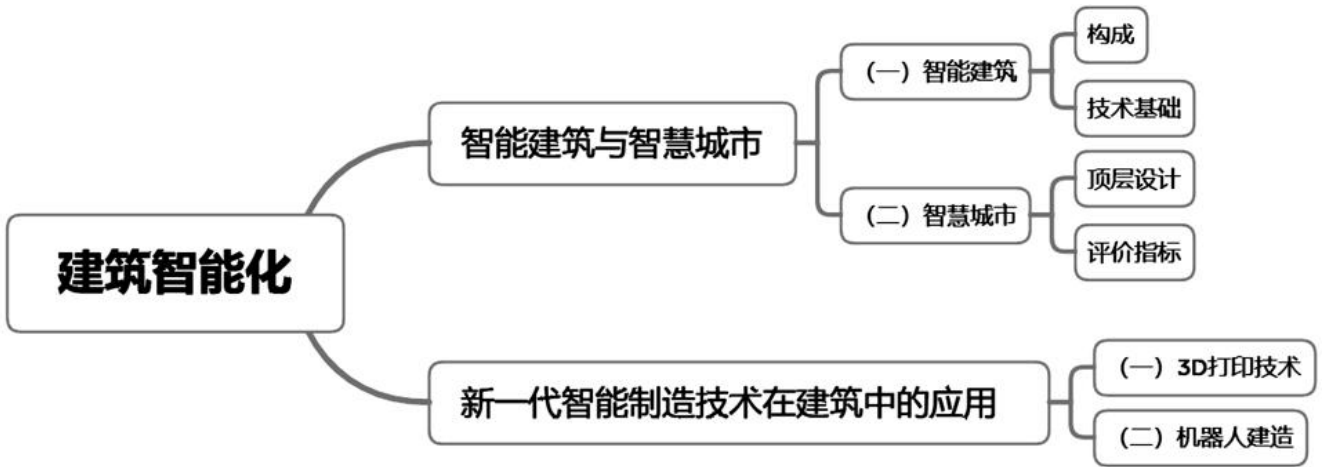 建筑智能化
智能建筑与智慧城市
（一）智能建筑
构成
技术基础
（二）智慧城市
顶层设计
评价指标
新一代智能制造技术在建筑中的应用
（一）3D打印技术
（二）机器人建造